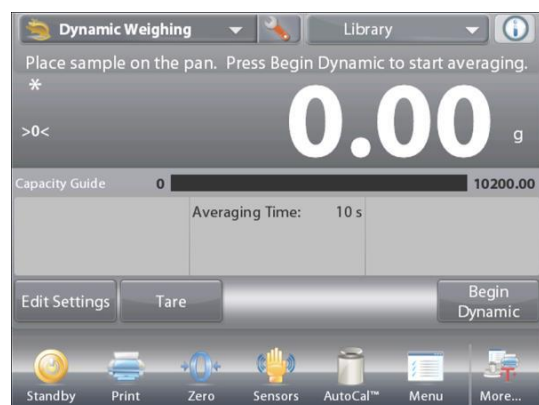 Dynamic Weighing Library
Place sample on the pan. Press Begin Dynamic to start averaging.
*
>0< 0.00 g
Capacity Guide 0 10200.00
Averaging Time: 10 s
Edit Settings Tare Begin Dynamic
Standby Print Zero Sensors AutoCal™ Menu More...